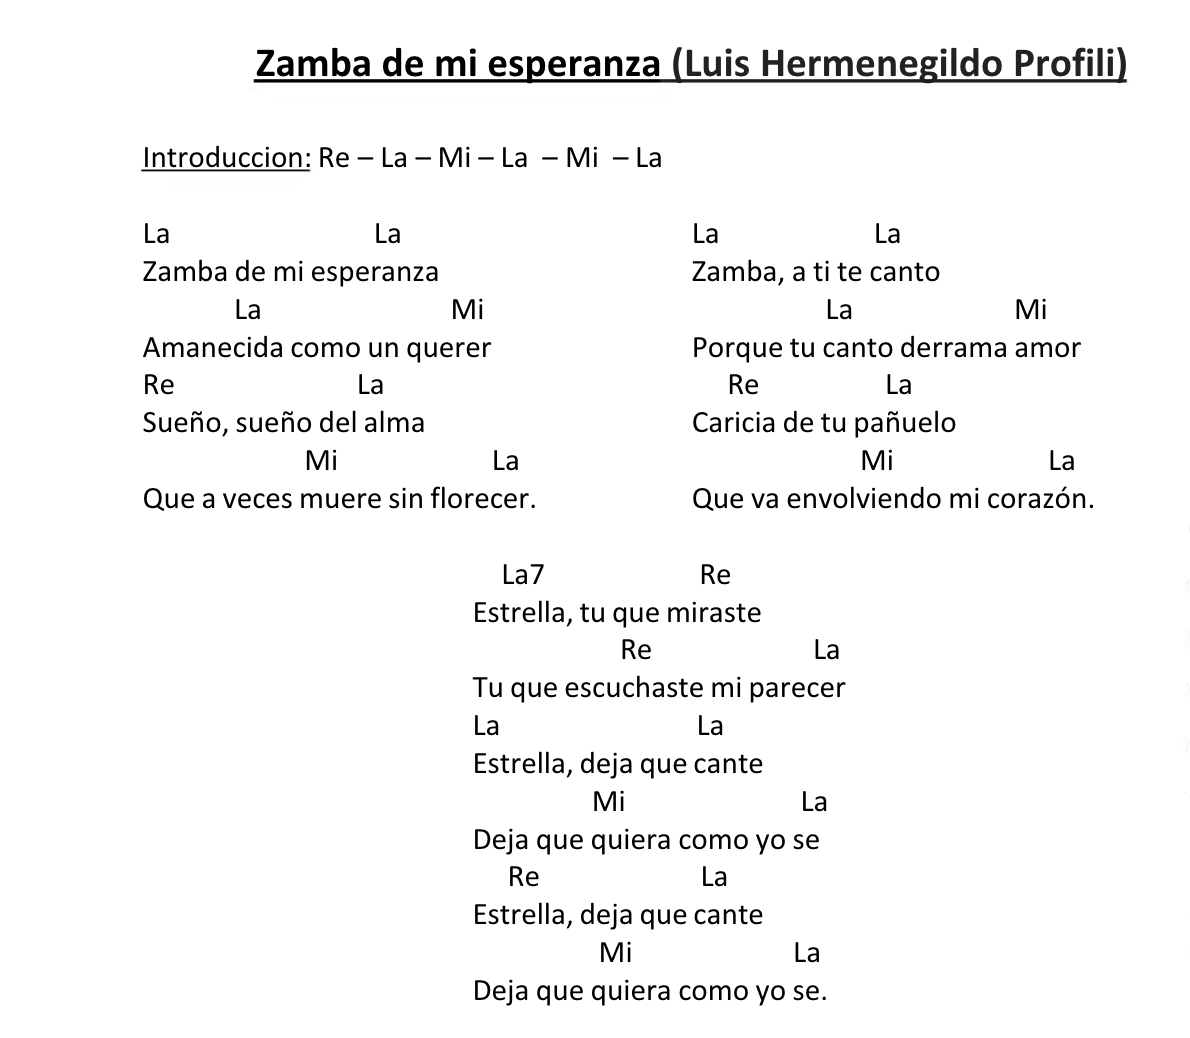 Zamba de mi esperanza (Luis Hermenegildo Profili)
Introduccion: Re – La – Mi – La – Mi – La
La La
Zamba de mi esperanza
La Mi
Amanecida como un querer
Re La
Sueño, sueño del alma
Mi La
Que a veces muere sin florecer.
La La
Zamba, a ti te canto
La Mi
Porque tu canto derrama amor
Re La
Caricia de tu pañuelo
Mi La
Que va envolviendo mi corazón.
La7 Re
Estrella, tu que miraste
Re La
Tu que escuchaste mi parecer
La La
Estrella, deja que cante
Mi La
Deja que quiera como yo se
Re La
Estrella, deja que cante
Mi La
Deja que quiera como yo se.